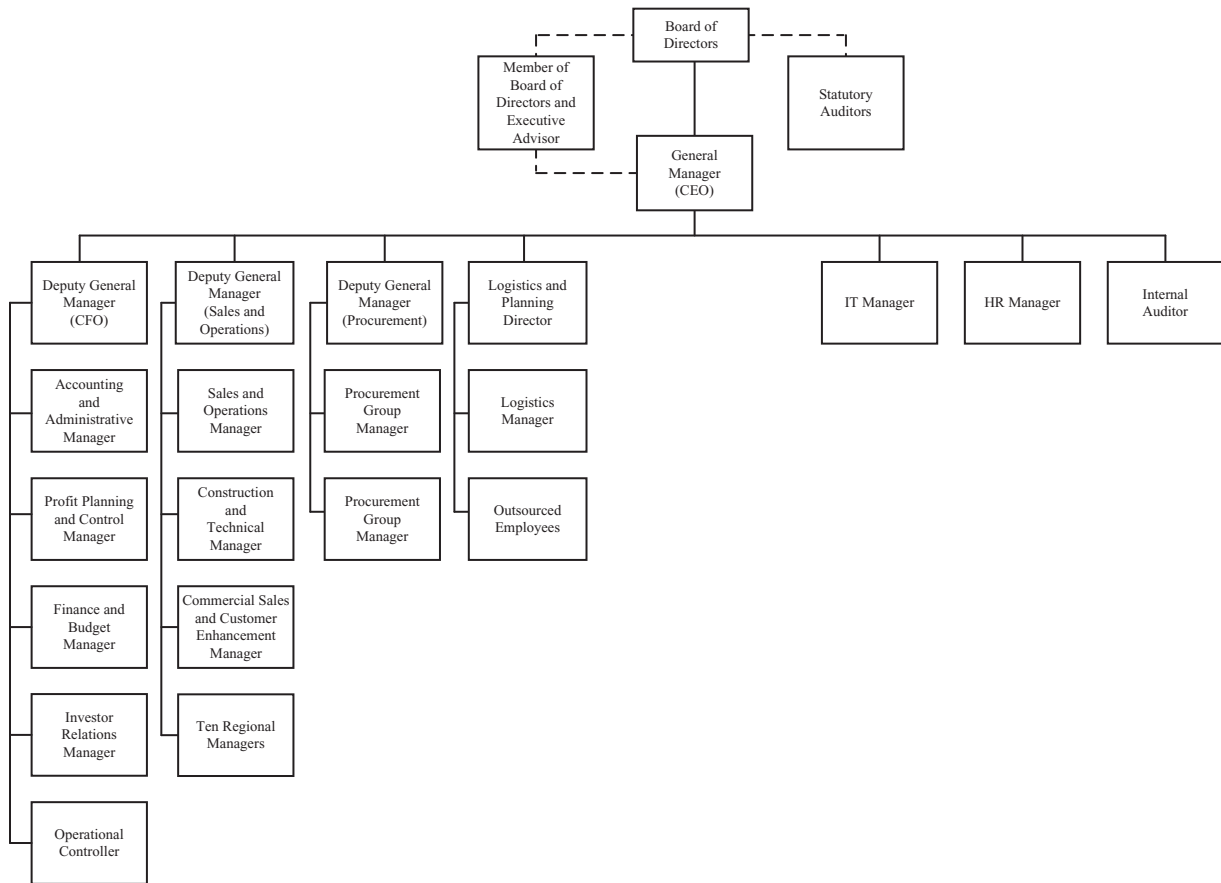 Board of
Directors
Member of
Board of
Directors and
Executive
Advisor
Statutory
Auditors
General
Manager
(CEO)
Deputy General
Manager
(CFO)
Deputy General
Manager
(Sales and
Operations)
Deputy General
Manager
(Procurement)
Logistics and
Planning
Director
IT Manager
HR Manager
Internal
Auditor
Accounting
and
Administrative
Manager
Sales and
Operations
Manager
Procurement
Group
Manager
Logistics
Manager
Profit Planning
and Control
Manager
Construction
and
Technical
Manager
Procurement
Group
Manager
Outsourced
Employees
Finance and
Budget
Manager
Commercial Sales
and Customer
Enhancement
Manager
Investor
Relations
Manager
Ten Regional
Managers
Operational
Controller